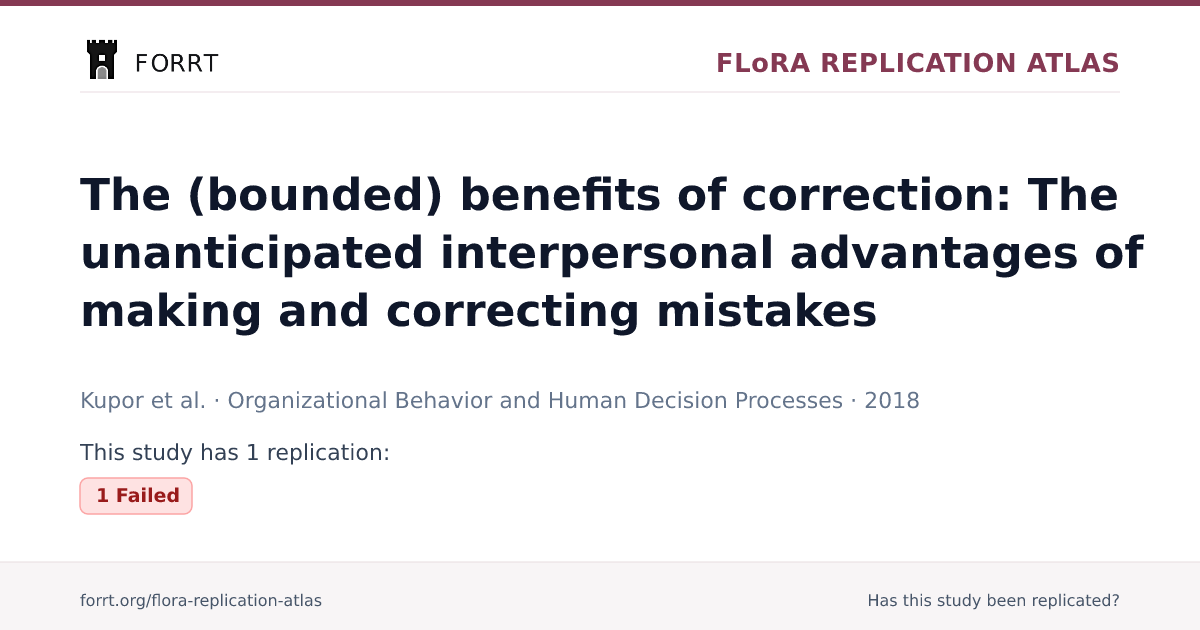 FORRT
FLoRA REPLICATION ATLAS
The (bounded) benefits of correction: The
unanticipated interpersonal advantages of
making and correcting mistakes
Kupor et al. · Organizational Behavior and Human Decision Processes · 2018
This study has 1 replication:
1 Failed
forrt.org/flora-replication-atlas
Has this study been replicated?